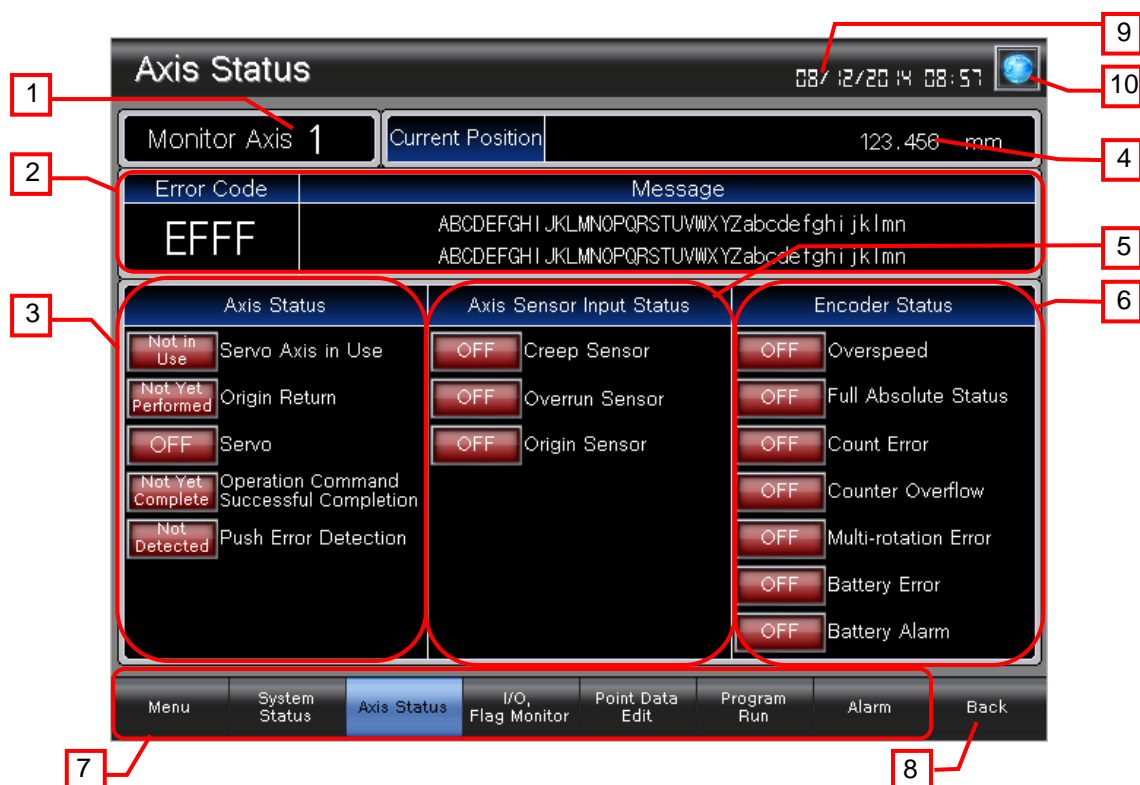 9
Axis Status
08/12/2014 08:57
10
1
Monitor Axis 1
Current Position
123.456 mm
4
2
Error Code
Message
EFFF
ABCDEFGHIJKLMNOPQRSTUVWXYZabcdefghijklmn
ABCDEFGHIJKLMNOPQRSTUVWXYZabcdefghijklmn
5
3
6
Axis Status
Not in
Use
Servo Axis in Use
Not Yet
Performed
Origin Return
OFF
Servo
Not Yet
Complete
Operation Command
Successful Completion
Not
Detected
Push Error Detection
Axis Sensor Input Status
OFF
Creep Sensor
OFF
Overrun Sensor
OFF
Origin Sensor
Encoder Status
OFF
Overspeed
OFF
Full Absolute Status
OFF
Count Error
OFF
Counter Overflow
OFF
Multi-rotation Error
OFF
Battery Error
OFF
Battery Alarm
Menu
System
Status
Axis Status
I/O,
Flag Monitor
Point Data
Edit
Program
Run
Alarm
Back
7
8